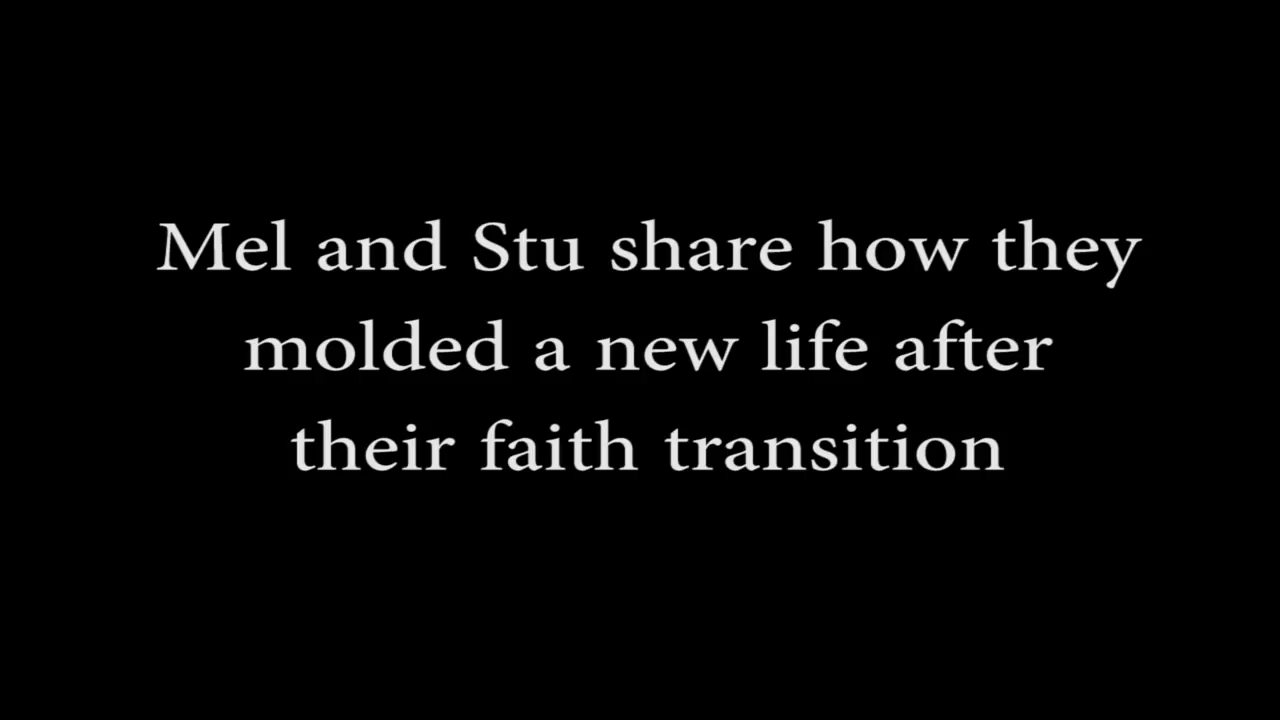 Mel and Stu share how they
molded a new life after
their faith transition